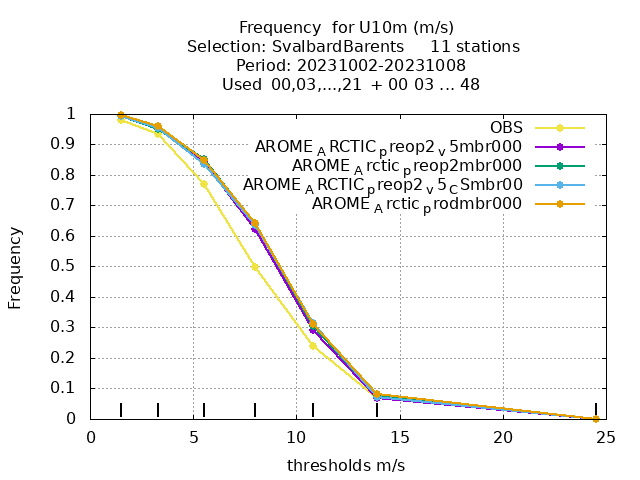 Frequency  for U10m (m/s)
Selection: SvalbardBarents     11 stations
Period: 20231002-20231008
Used  00,03,...,21  + 00 03 ... 48
OBS
AROME_ARCTIC_preop2_v5mbr000
AROME_Arctic_preop2mbr000
AROME_ARCTIC_preop2_v5_CSmbr00
AROME_Arctic_prodmbr000
1
0.9
0.8
0.7
0.6
0.5
0.4
0.3
0.2
0.1
0
Frequency
0 5 10 15 20 25
thresholds m/s